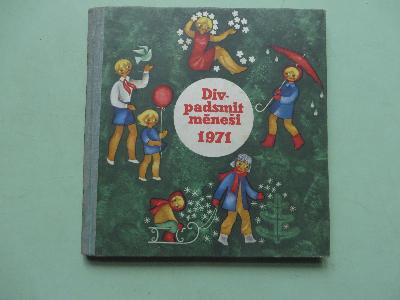 Div-
padsmit
mēneši
1971